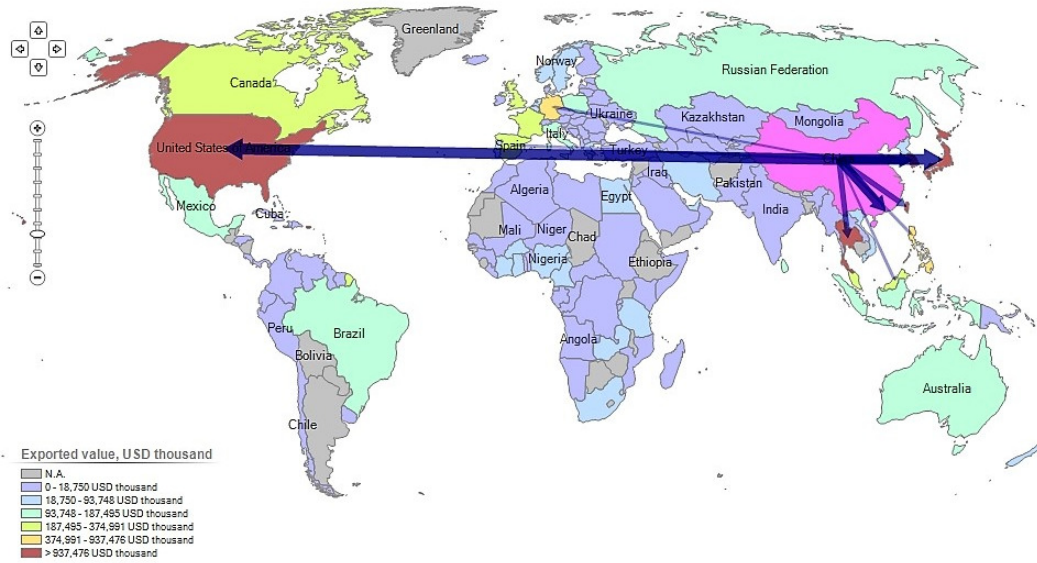 Greenland
Norway
Russian Federation
Canada
Ukraine
Kazakhstan
Mongolia
Italy
Spain
Turkey
United States of America
Iraq
Pakistan
Algeria
Egypt
India
Mexico
Cuba
Mali
Niger
Chad
Nigeria
Ethiopia
Peru
Brazil
Angola
Bolivia
Australia
Chile
Exported value, USD thousand
N.A.
0 - 18,750 USD thousand
18,750 - 93,748 USD thousand
93,748 - 187,495 USD thousand
187,495 - 374,991 USD thousand
374,991 - 937,476 USD thousand
> 937,476 USD thousand